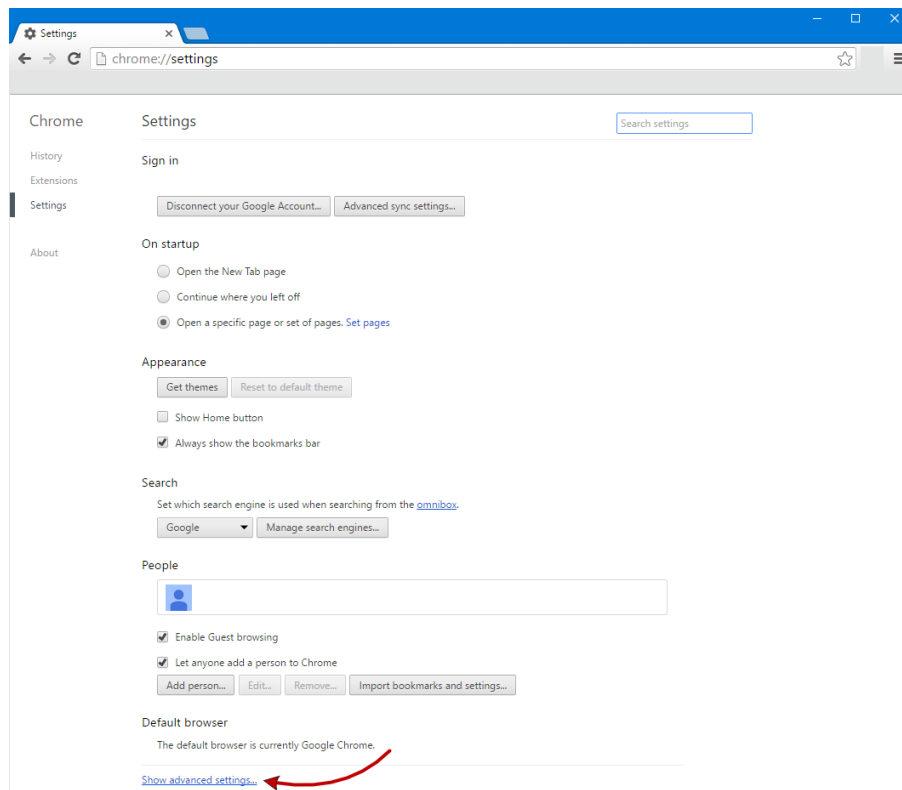 Settings
chrome://settings
Chrome
Settings
Search settings
History
Extensions
Settings
About
Sign in
Disconnect your Google Account... Advanced sync settings...
On startup
Open the New Tab page
Continue where you left off
Open a specific page or set of pages. Set pages
Appearance
Get themes Reset to default theme
Show Home button
Always show the bookmarks bar
Search
Set which search engine is used when searching from the omnibox.
Google Manage search engines...
People
Enable Guest browsing
Let anyone add a person to Chrome
Add person... Edit... Remove... Import bookmarks and settings...
Default browser
The default browser is currently Google Chrome.
Show advanced settings...